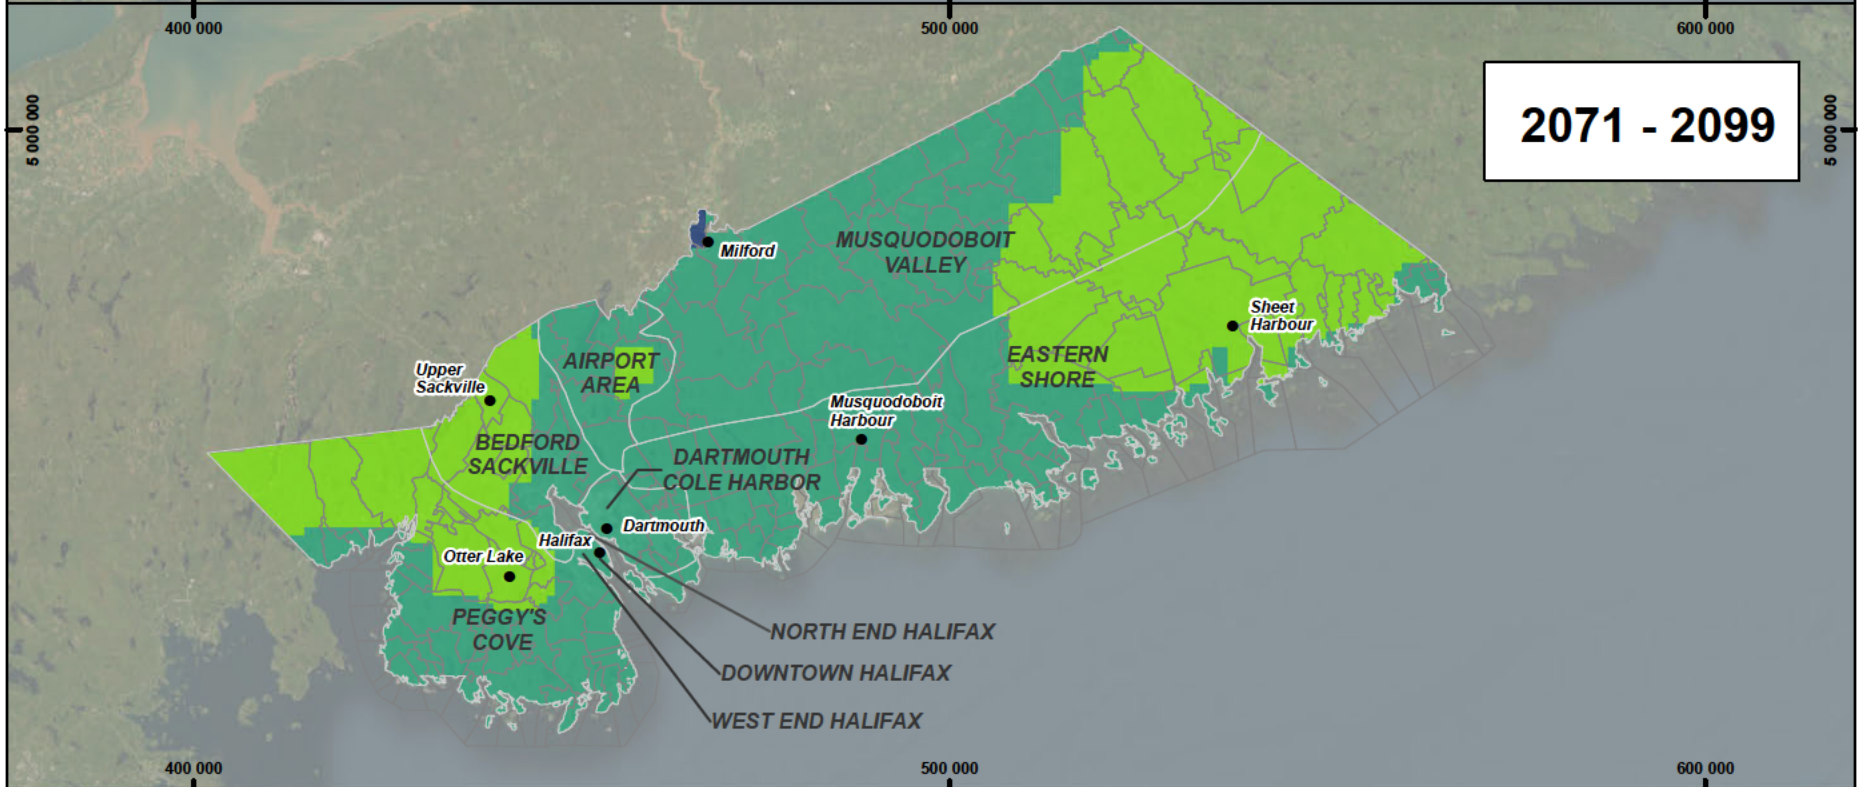 400 000
500 000
600 000
5 000 000
5 000 000
2071 - 2099
MUSQUODOBOIT
VALLEY
Milford
Sheet
Harbour
AIRPORT
AREA
EASTERN
SHORE
Upper
Sackville
Musquodoboit
Harbour
BEDFORD
SACKVILLE
DARTMOUTH
COLE HARBOR
Dartmouth
Halifax
Otter Lake
PEGGY'S
COVE
NORTH END HALIFAX
DOWNTOWN HALIFAX
WEST END HALIFAX
400 000
500 000
600 000